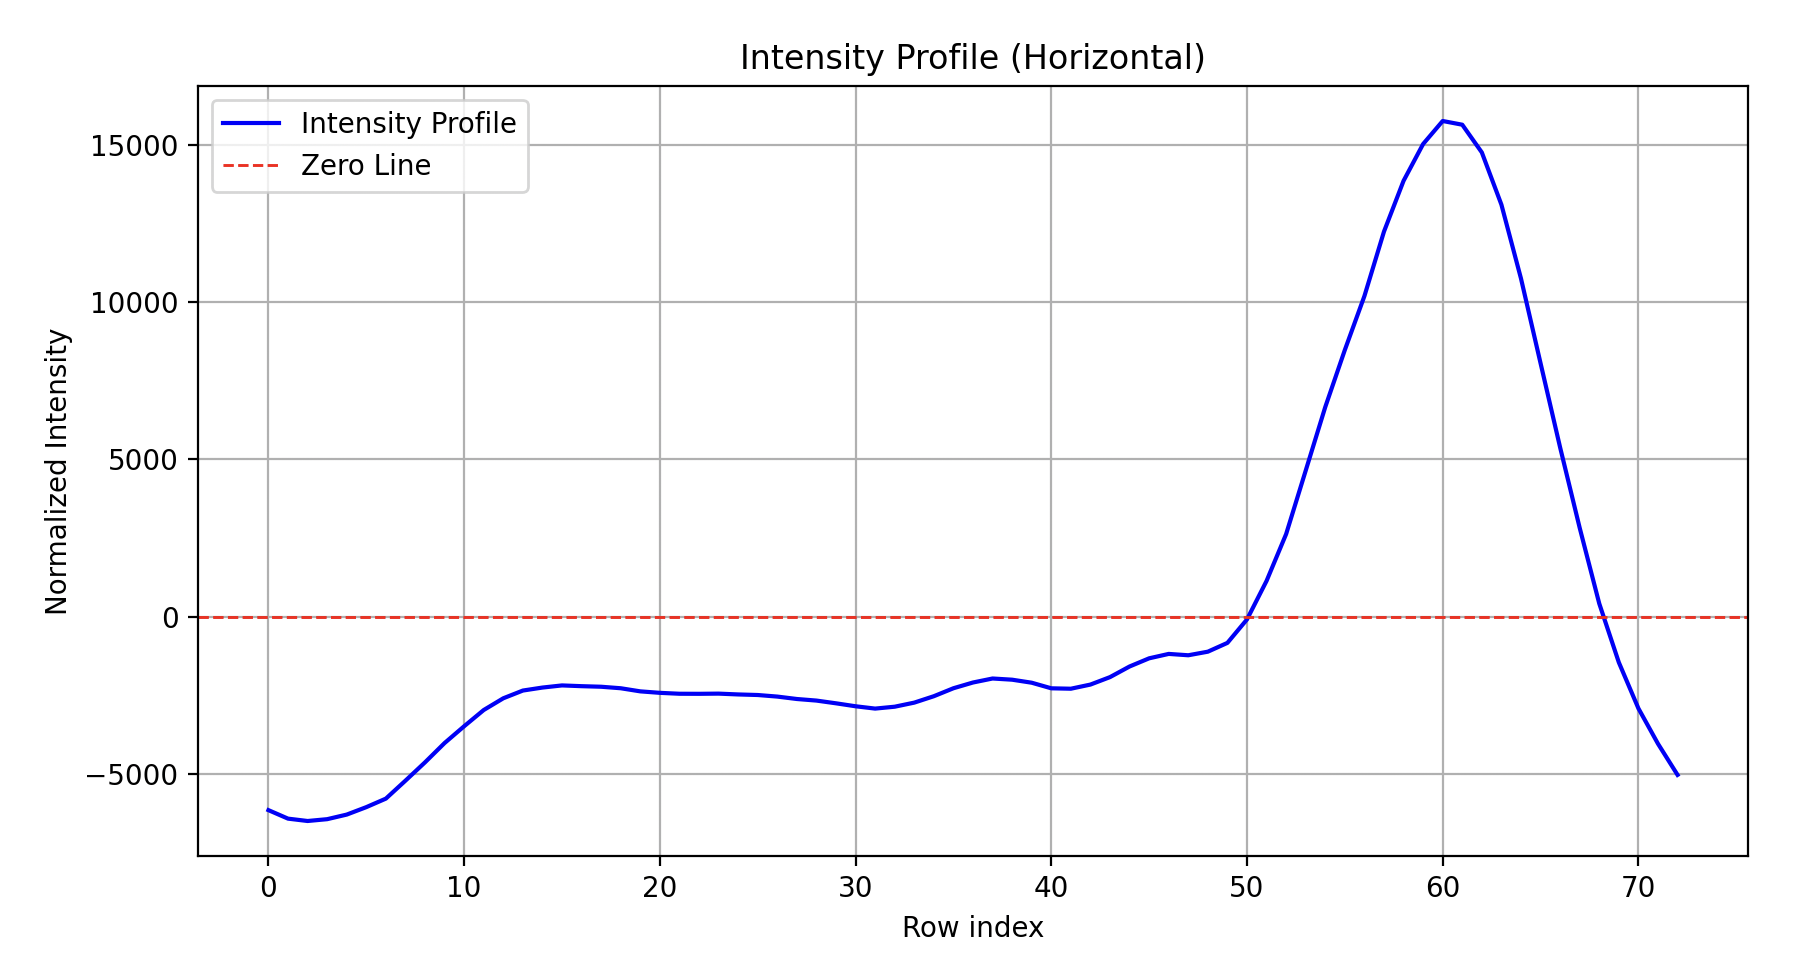 Intensity Profile (Horizontal)
Intensity Profile
Zero Line
Normalized Intensity
15000
10000
5000
0
−5000
0 10 20 30 40 50 60 70
Row index